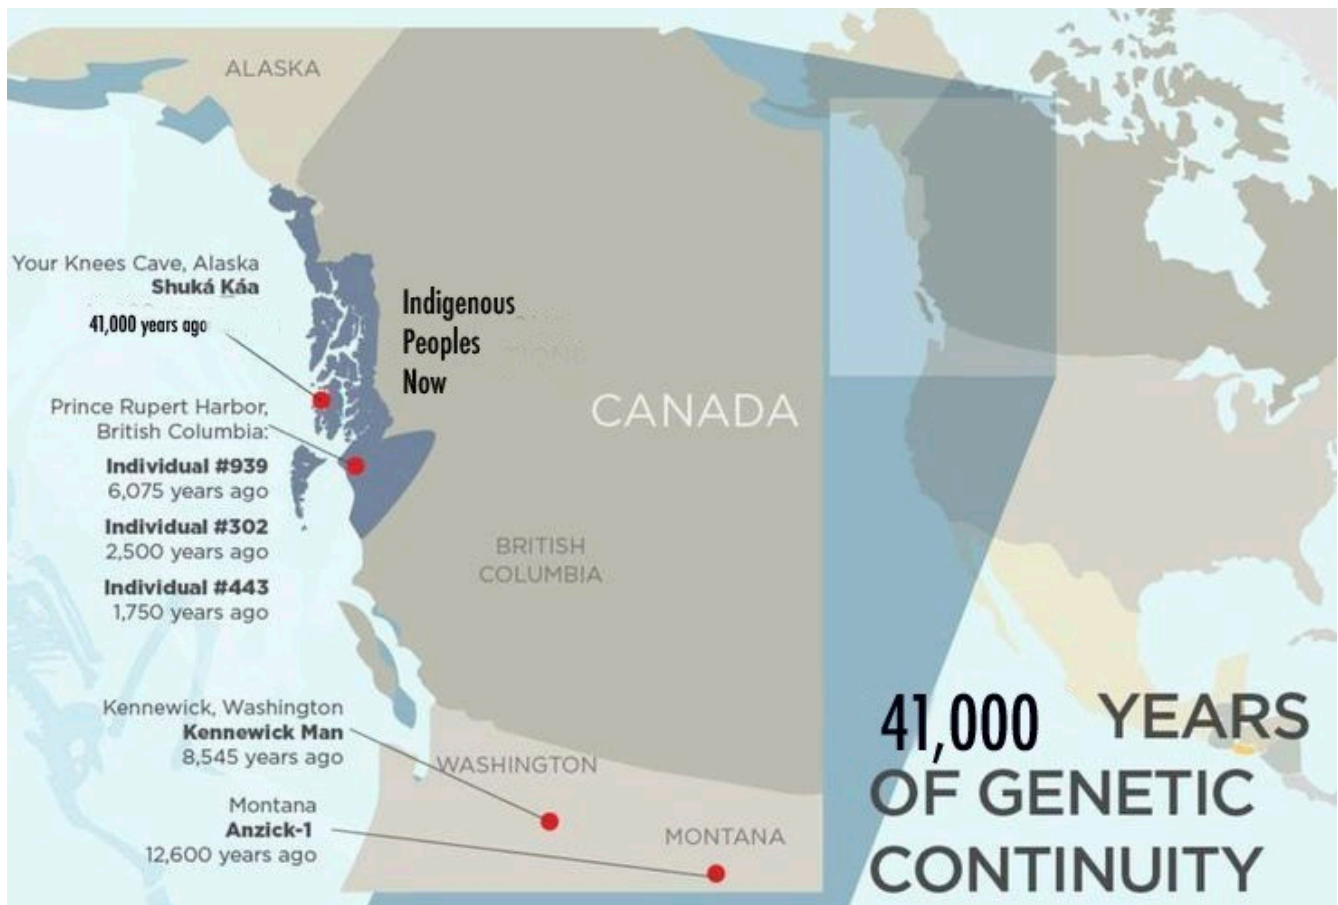 ALASKA
Your Knees Cave, Alaska
Shuká Ḵáa
41,000 years ago
Indigenous
Peoples
Now
Prince Rupert Harbor,
British Columbia:
Individual #939
6,075 years ago
Individual #302
2,500 years ago
Individual #443
1,750 years ago
CANADA
BRITISH
COLUMBIA
Kennewick, Washington
Kennewick Man
8,545 years ago
WASHINGTON
Montana
Anzick-1
12,600 years ago
MONTANA
41,000 YEARS
OF GENETIC
CONTINUITY